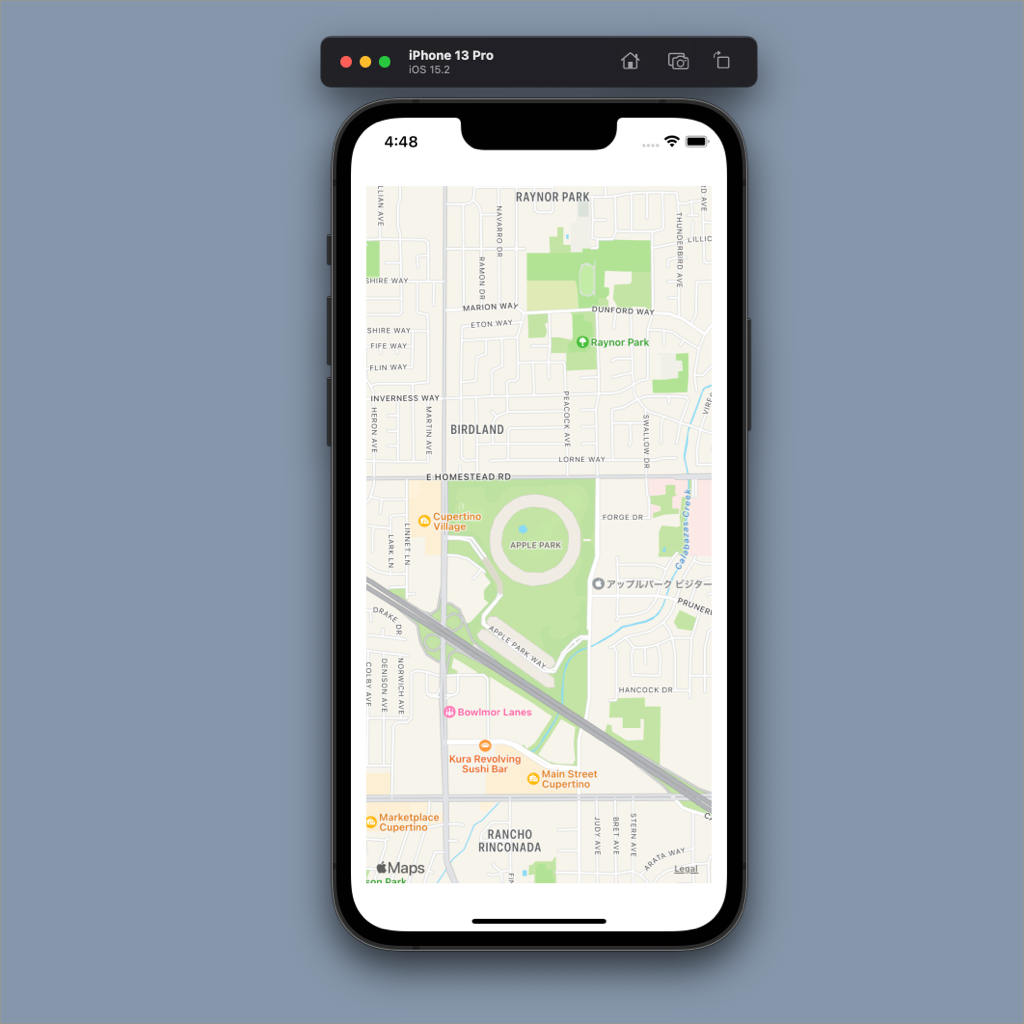 iPhone 13 Pro
iOS 15.2
4:48
RAYNOR PARK
LLIAN AVE
NAVARRO DR
THUNDERBIRD AVE
LILLIC
RAMON DR
SHIRE WAY
MARION WAY
DUNFORD WAY
ETON WAY
SHIRE WAY
FIFE WAY
Raynor Park
FLIN WAY
INVERNESS WAY
HERON AVE
MARTIN AVE
PEACOCK AVE
SWALLOW DR
VIRE
BIRDLAND
LORNE WAY
E HOMESTEAD RD
Cupertino
Village
FORGE DR
Calabazas Creek
LINNET LN
LARK LN
APPLE PARK
アップルパーク ビジター
PRUNER
DRAKE DR
APPLE PARK WAY
COLBY AVE
DENISON AVE
NORWICH AVE
HANCOCK DR
Bowlmor Lanes
Kura Revolving
Sushi Bar
Main Street
Cupertino
Marketplace
Cupertino
RANCHO
RINCONADA
JUDY AVE
BRET AVE
STERN AVE
ARATA WAY
Maps
Legal
son Park